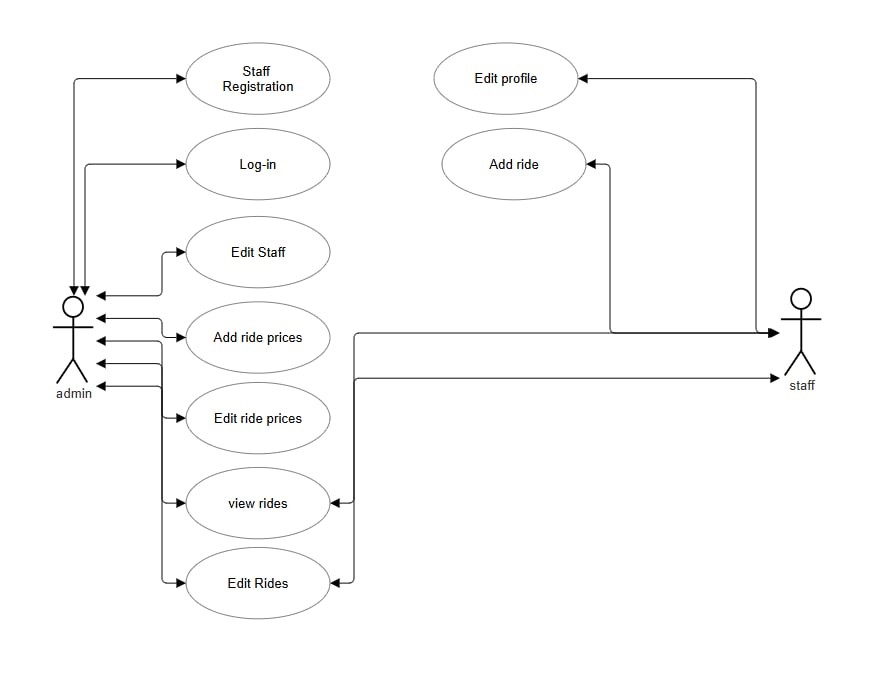 Staff
Registration
Edit profile
Log-in
Add ride
Edit Staff
Add ride prices
admin
staff
Edit ride prices
view rides
Edit Rides